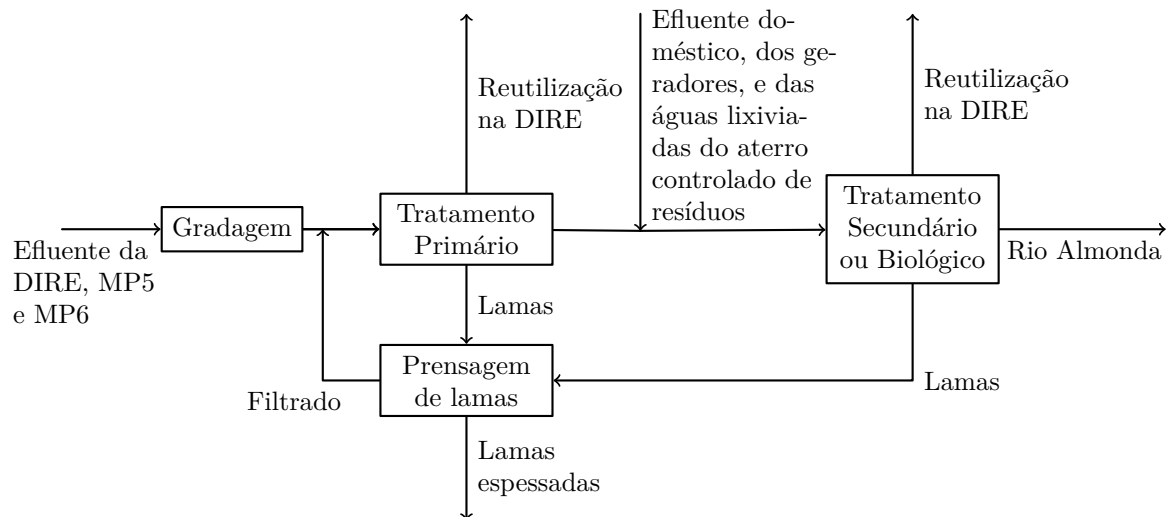 Reutilização
na DIRE
Efluente do-
méstico, dos ge-
radores, e das
águas lixivia-
das do aterro
controlado de
resíduos
Reutilização
na DIRE
Gradagem
Tratamento
Primário
Tratamento
Secundário
ou Biológico
Efluente da
DIRE, MP5
e MP6
Rio Almonda
Lamas
Prensagem
de lamas
Filtrado
Lamas
Lamas
espessadas